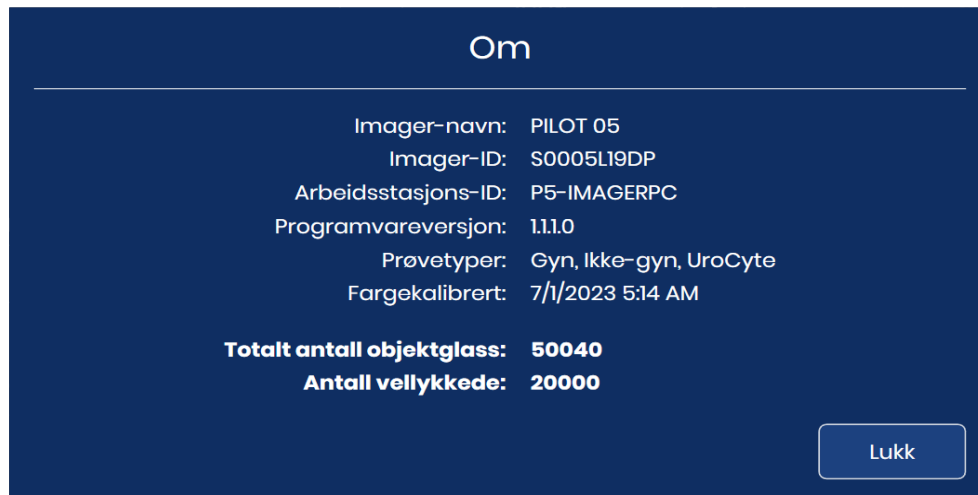 Om
Imager-navn: PILOT 05
Imager-ID: S0005L19DP
Arbeidsstasjons-ID: P5-IMAGERPC
Programvareversjon: 1.1.1.0
Prøvetyper: Gyn, Ikke-gyn, UroCyte
Fargekalibrert: 7/1/2023 5:14 AM
Totalt antall objektglass: 50040
Antall vellykkede: 20000
Lukk